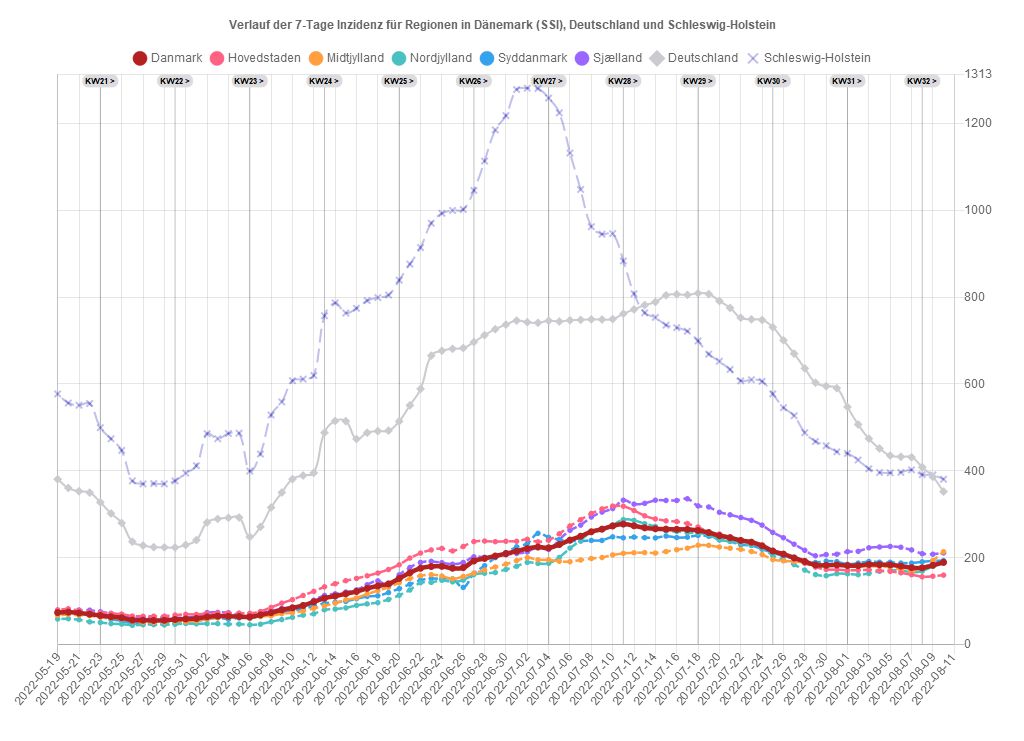 Verlauf der 7-Tage Inzidenz für Regionen in Dänemark (SSI), Deutschland und Schleswig-Holstein
Danmark Hovedstaden Midtjylland Nordjylland Syddanmark Sjælland Deutschland Schleswig-Holstein
KW21 > KW22 > KW23 > KW24 > KW25 > KW26 > KW27 > KW28 > KW29 > KW30 > KW31 > KW32 >
1313
1200
1000
800
600
400
200
0
2022-05-19 2022-05-21 2022-05-23 2022-05-25 2022-05-27 2022-05-29 2022-05-31 2022-06-02 2022-06-04 2022-06-06 2022-06-08 2022-06-10 2022-06-12 2022-06-14 2022-06-16 2022-06-18 2022-06-20 2022-06-22 2022-06-24 2022-06-26 2022-06-28 2022-06-30 2022-07-02 2022-07-04 2022-07-06 2022-07-08 2022-07-10 2022-07-12 2022-07-14 2022-07-16 2022-07-18 2022-07-20 2022-07-22 2022-07-24 2022-07-26 2022-07-28 2022-07-30 2022-08-01 2022-08-03 2022-08-05 2022-08-07 2022-08-09 2022-08-11